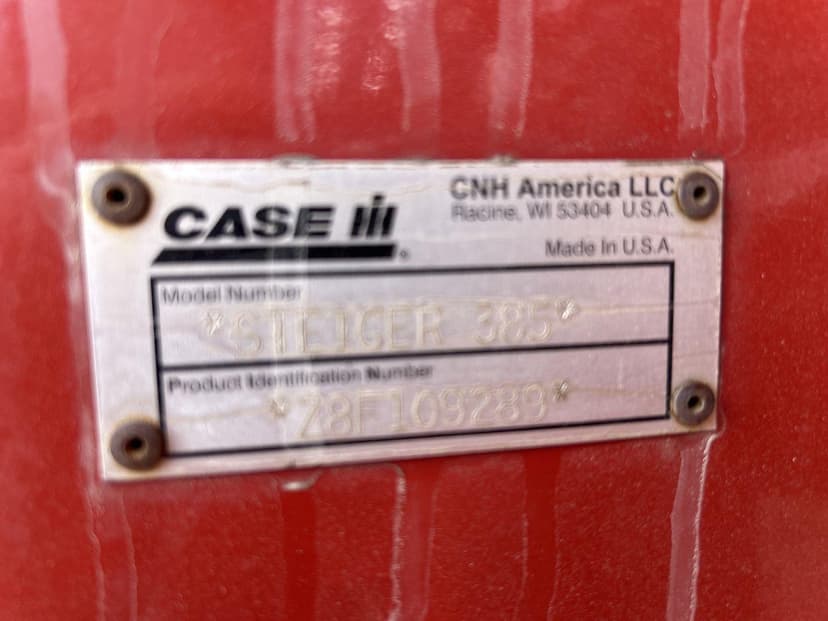 CASE IH
CNH America LLC
Racine, WI 53404 U.S.A.
Made In U.S.A.
Model Number
*STEIGER 385*
Product Identification Number
*Z8F109289*